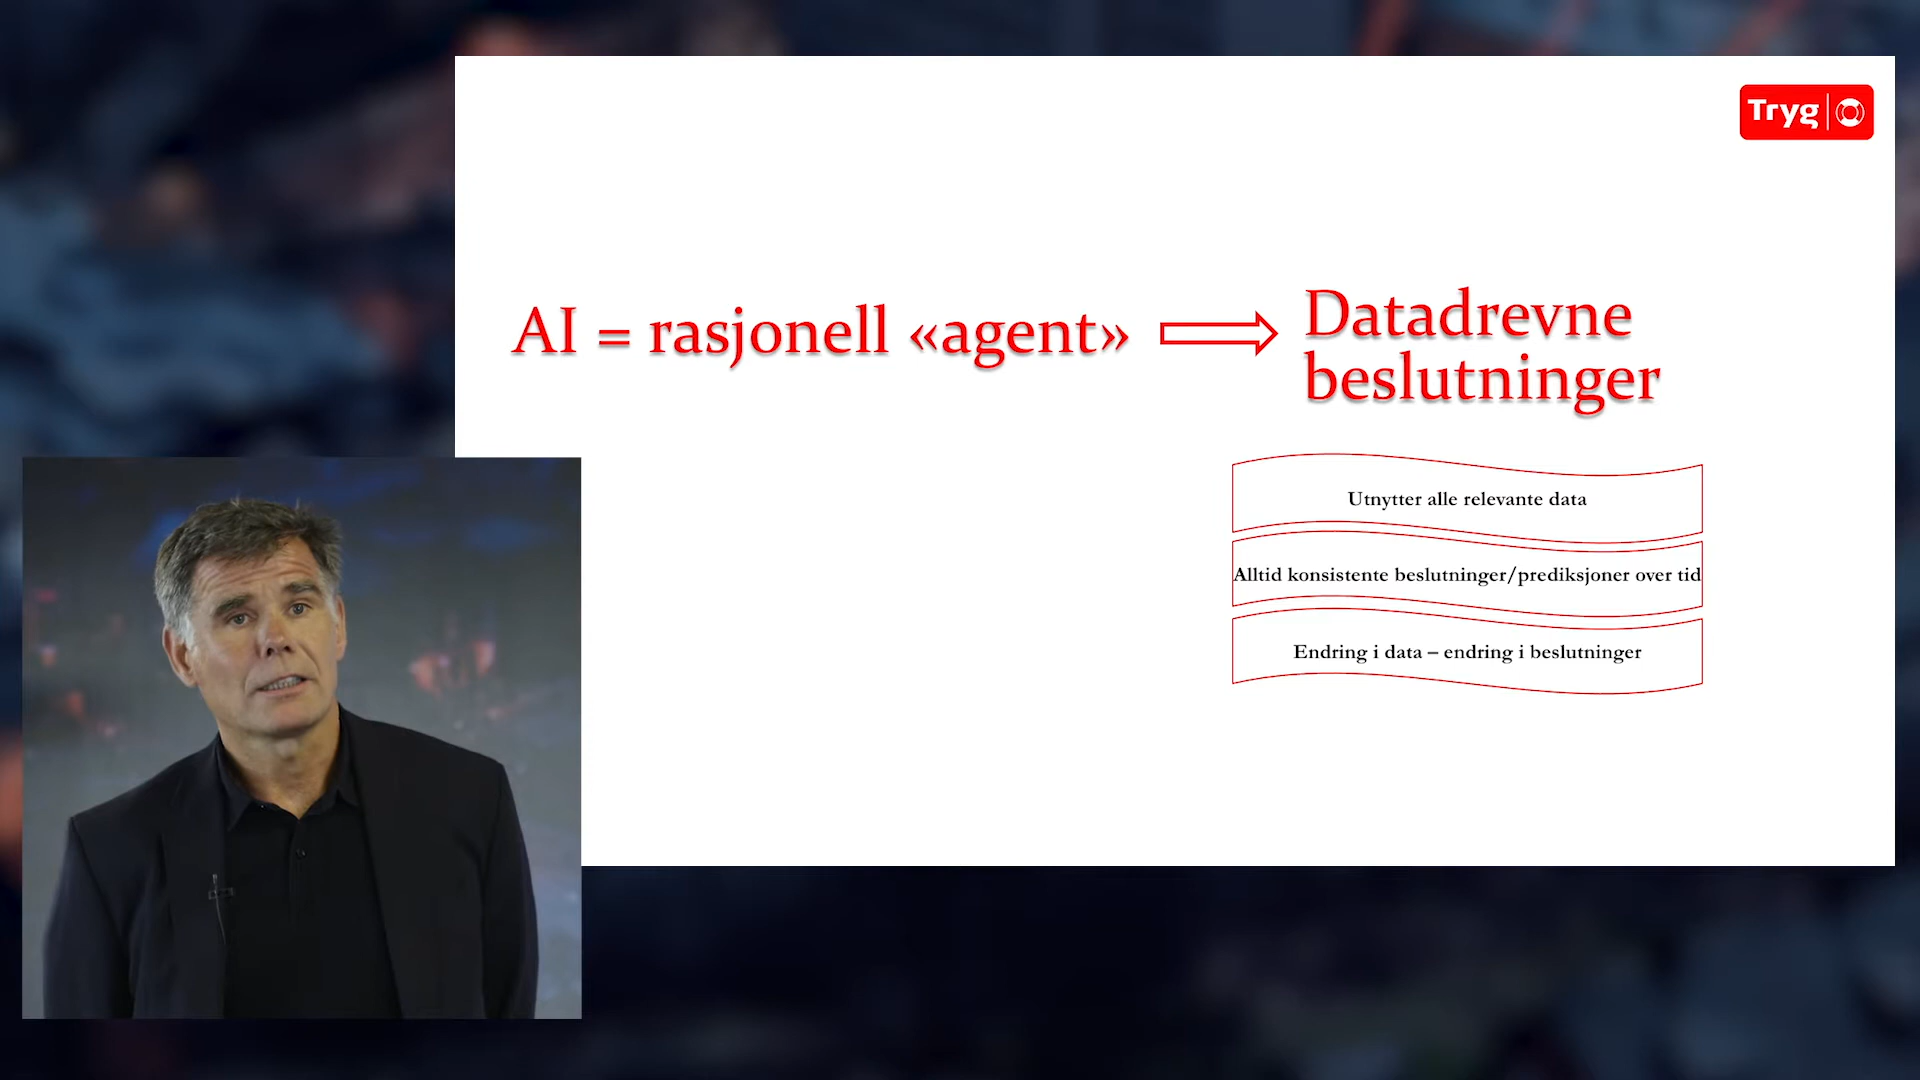 Tryg
AI = rasjonell «agent»
Datadrevne
beslutninger
Utnytter alle relevante data
Alltid konsistente beslutninger/prediksjoner over tid
Endring i data – endring i beslutninger